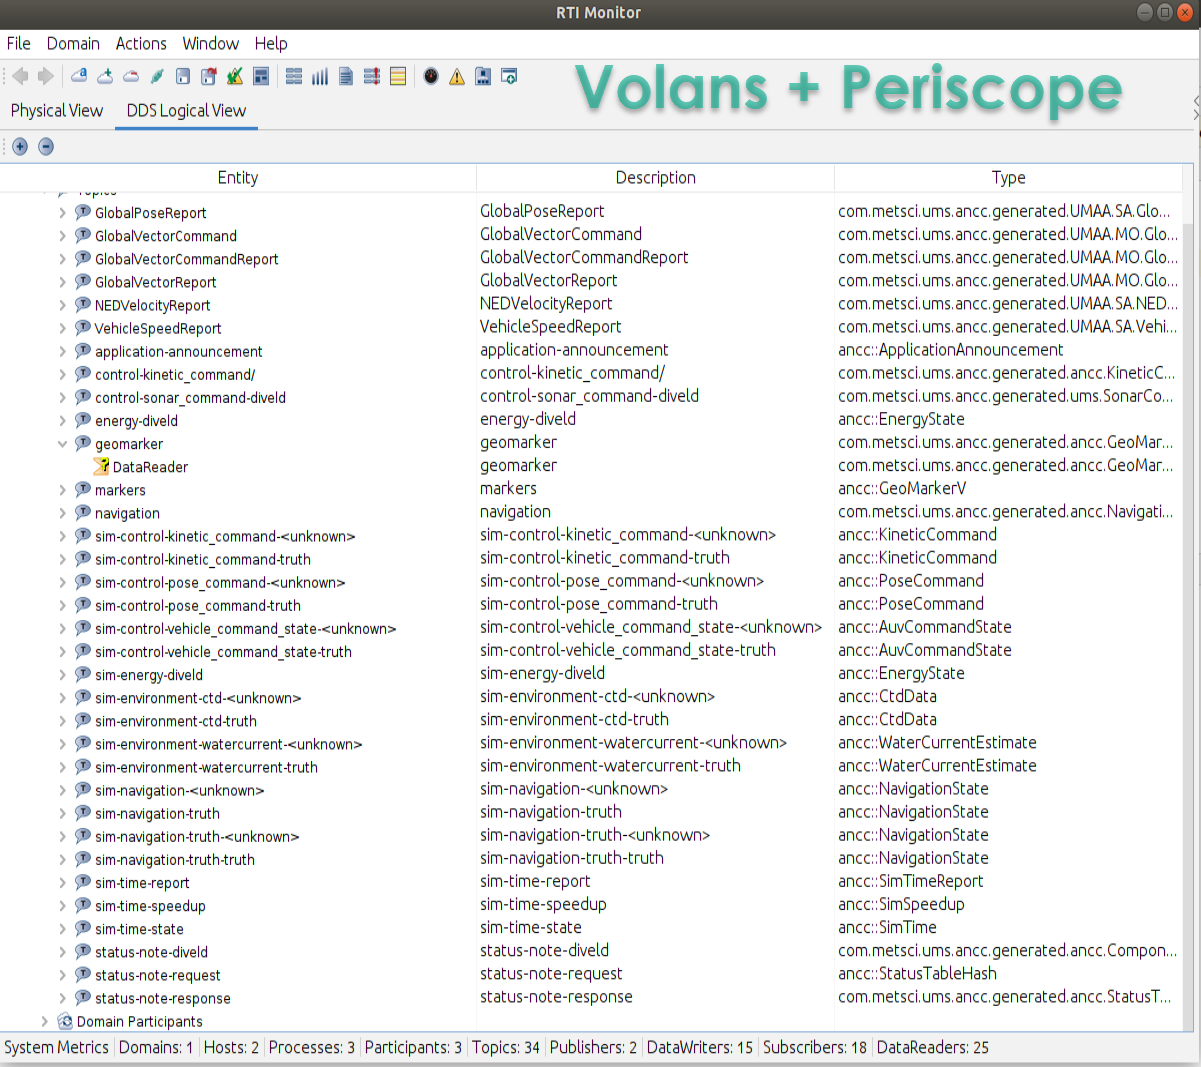 RTI Monitor
File Domain Actions Window Help
Volans + Periscope
Physical View DDS Logical View
Entity Description Type
Topics
GlobalPoseReport GlobalPoseReport com.metsci.ums.ancc.generated.UMAA.SA.Glo...
GlobalVectorCommand GlobalVectorCommand com.metsci.ums.ancc.generated.UMAA.MO.Glo...
GlobalVectorCommandReport GlobalVectorCommandReport com.metsci.ums.ancc.generated.UMAA.MO.Glo...
GlobalVectorReport GlobalVectorReport com.metsci.ums.ancc.generated.UMAA.MO.Glo...
NEDVelocityReport NEDVelocityReport com.metsci.ums.ancc.generated.UMAA.SA.NED...
VehicleSpeedReport VehicleSpeedReport com.metsci.ums.ancc.generated.UMAA.SA.Vehi...
application-announcement application-announcement ancc::ApplicationAnnouncement
control-kinetic_command/ control-kinetic_command/ com.metsci.ums.ancc.generated.ancc.KineticC...
control-sonar_command-diveld control-sonar_command-diveld com.metsci.ums.ancc.generated.ums.SonarCo...
energy-diveld energy-diveld ancc::EnergyState
geomarker geomarker com.metsci.ums.ancc.generated.ancc.GeoMar...
DataReader geomarker com.metsci.ums.ancc.generated.ancc.GeoMar...
markers markers ancc::GeoMarkerV
navigation navigation com.metsci.ums.ancc.generated.ancc.Navigati...
sim-control-kinetic_command-<unknown> sim-control-kinetic_command-<unknown> ancc::KineticCommand
sim-control-kinetic_command-truth sim-control-kinetic_command-truth ancc::KineticCommand
sim-control-pose_command-<unknown> sim-control-pose_command-<unknown> ancc::PoseCommand
sim-control-pose_command-truth sim-control-pose_command-truth ancc::PoseCommand
sim-control-vehicle_command_state-<unknown> sim-control-vehicle_command_state-<unknown> ancc::AuvCommandState
sim-control-vehicle_command_state-truth sim-control-vehicle_command_state-truth ancc::AuvCommandState
sim-energy-diveld sim-energy-diveld ancc::EnergyState
sim-environment-ctd-<unknown> sim-environment-ctd-<unknown> ancc::CtdData
sim-environment-ctd-truth sim-environment-ctd-truth ancc::CtdData
sim-environment-watercurrent-<unknown> sim-environment-watercurrent-<unknown> ancc::WaterCurrentEstimate
sim-environment-watercurrent-truth sim-environment-watercurrent-truth ancc::WaterCurrentEstimate
sim-navigation-<unknown> sim-navigation-<unknown> ancc::NavigationState
sim-navigation-truth sim-navigation-truth ancc::NavigationState
sim-navigation-truth-<unknown> sim-navigation-truth-<unknown> ancc::NavigationState
sim-navigation-truth-truth sim-navigation-truth-truth ancc::NavigationState
sim-time-report sim-time-report ancc::SimTimeReport
sim-time-speedup sim-time-speedup ancc::SimSpeedup
sim-time-state sim-time-state ancc::SimTime
status-note-diveld status-note-diveld com.metsci.ums.ancc.generated.ancc.Compon...
status-note-request status-note-request ancc::StatusTableHash
status-note-response status-note-response com.metsci.ums.ancc.generated.ancc.StatusT...
Domain Participants
System Metrics Domains: 1 Hosts: 2 Processes: 3 Participants: 3 Topics: 34 Publishers: 2 DataWriters: 15 Subscribers: 18 DataReaders: 25